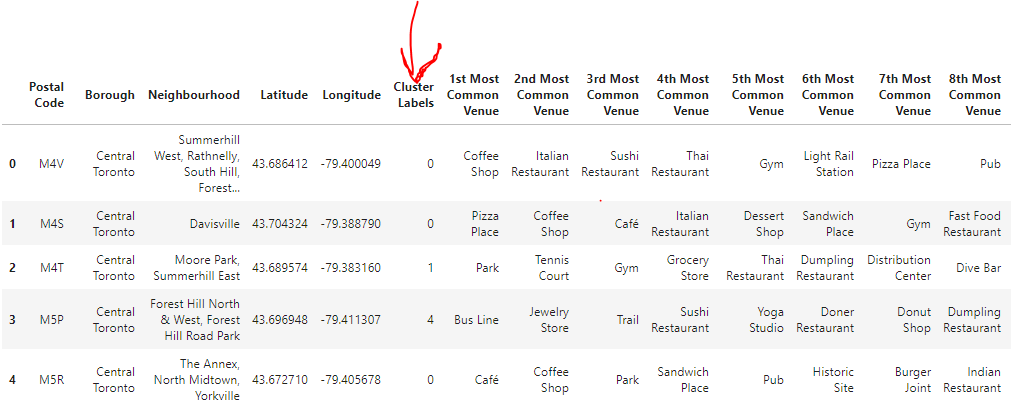 Postal Code Borough Neighbourhood Latitude Longitude Cluster Labels 1st Most Common Venue 2nd Most Common Venue 3rd Most Common Venue 4th Most Common Venue 5th Most Common Venue 6th Most Common Venue 7th Most Common Venue 8th Most Common Venue
0 M4V Central Toronto Summerhill West, Rathnelly, South Hill, Forest... 43.686412 -79.400049 0 Coffee Shop Italian Restaurant Sushi Restaurant Thai Restaurant Gym Light Rail Station Pizza Place Pub
1 M4S Central Toronto Davisville 43.704324 -79.388790 0 Pizza Place Coffee Shop Café Italian Restaurant Dessert Shop Sandwich Place Gym Fast Food Restaurant
2 M4T Central Toronto Moore Park, Summerhill East 43.689574 -79.383160 1 Park Tennis Court Gym Grocery Store Thai Restaurant Dumpling Restaurant Distribution Center Dive Bar
3 M5P Central Toronto Forest Hill North & West, Forest Hill Road Park 43.696948 -79.411307 4 Bus Line Jewelry Store Trail Sushi Restaurant Yoga Studio Doner Restaurant Donut Shop Dumpling Restaurant
4 M5R Central Toronto The Annex, North Midtown, Yorkville 43.672710 -79.405678 0 Café Coffee Shop Park Sandwich Place Pub Historic Site Burger Joint Indian Restaurant